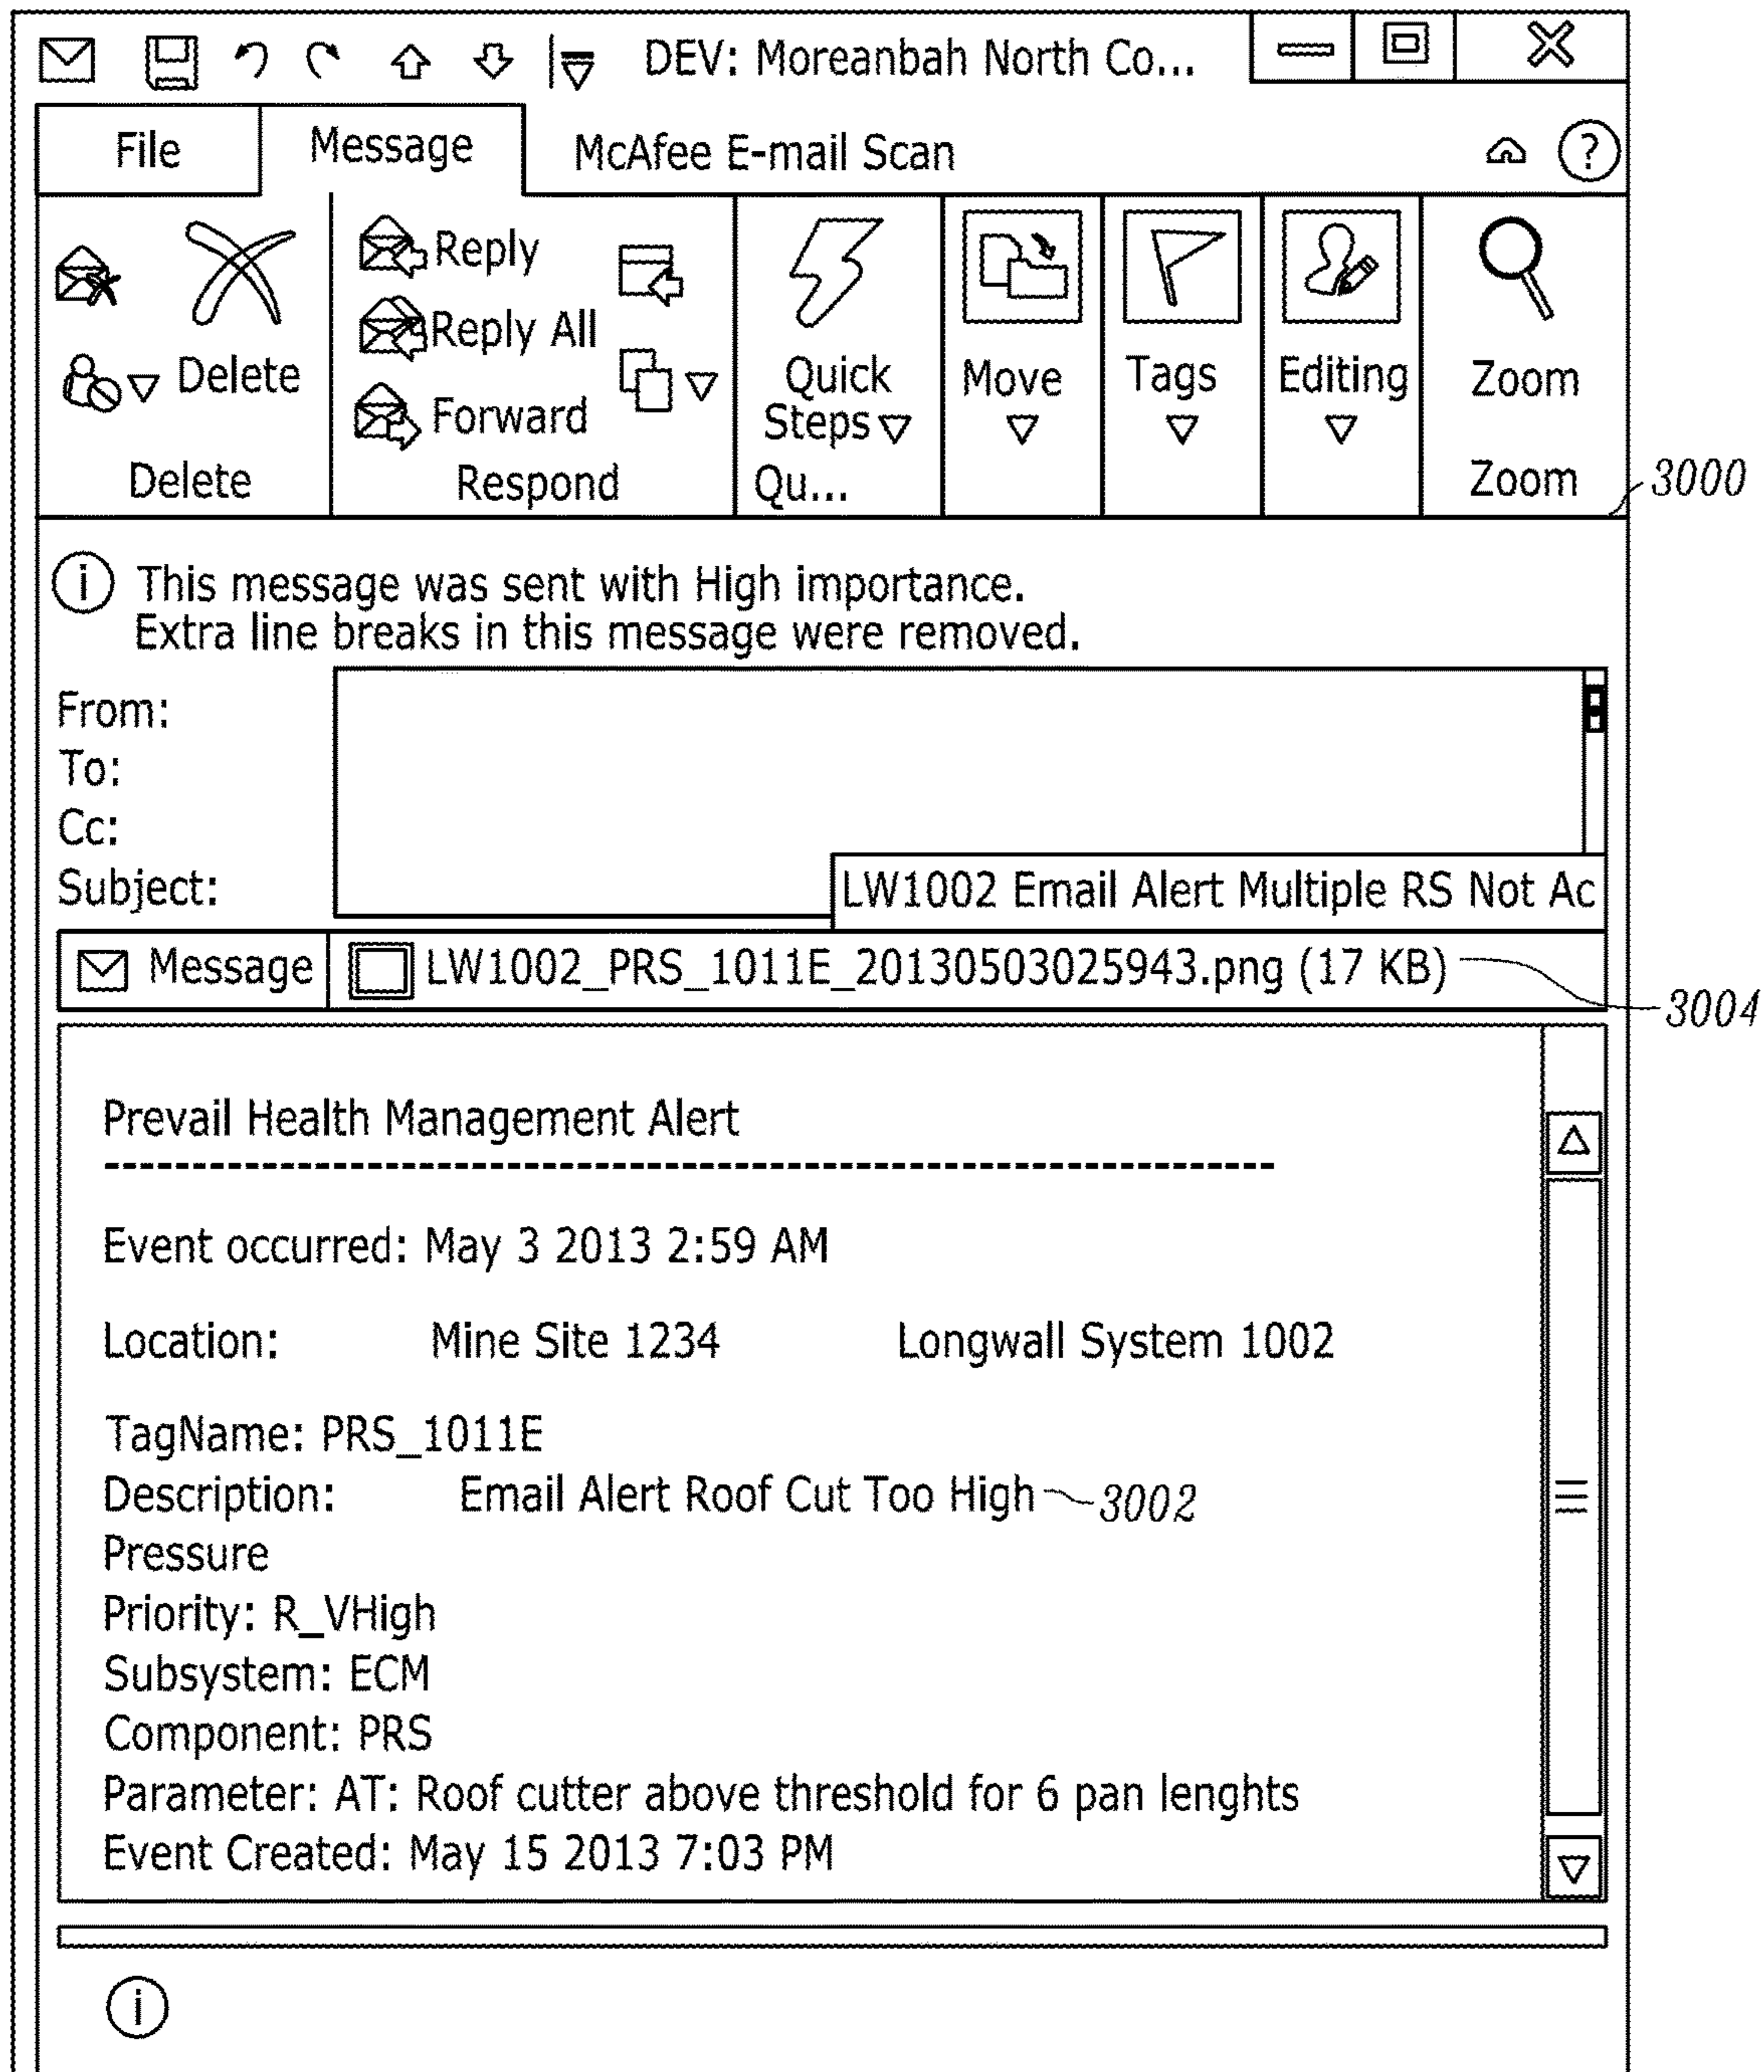 DEV: Moreanbah North Co...
File Message McAfee E-mail Scan ?
Reply
Reply All
Delete
Forward
Quick Steps
Move
Tags
Editing
Zoom
Delete Respond Qu... Zoom
3000
i This message was sent with High importance.
Extra line breaks in this message were removed.
From:
To:
Cc:
Subject: LW1002 Email Alert Multiple RS Not Ac
Message LW1002_PRS_1011E_20130503025943.png (17 KB)
3004
Prevail Health Management Alert
--------------------------------------------------------------------
Event occurred: May 3 2013 2:59 AM
Location: Mine Site 1234 Longwall System 1002
TagName: PRS_1011E
Description: Email Alert Roof Cut Too High 3002
Pressure
Priority: R_VHigh
Subsystem: ECM
Component: PRS
Parameter: AT: Roof cutter above threshold for 6 pan lenghts
Event Created: May 15 2013 7:03 PM
i